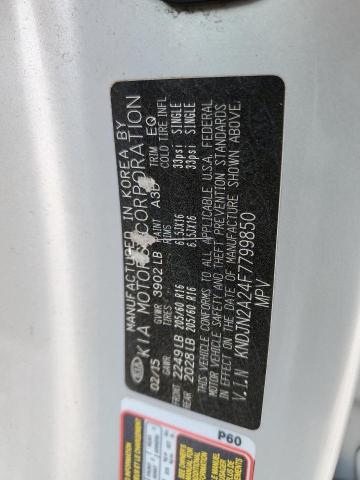 MANUFACTURED IN KOREA BY
KIA MOTORS CORPORATION
02/15 GVWR 3902 LB PAINT TRIM EQ
GAWR TIRES RIMS COLD TIRE INFL
FRONT 2249 LB 205/60 R16 6.5JX16 33psi SINGLE
REAR 2028 LB 205/60 R16 6.5JX16 33psi SINGLE
THIS VEHICLE CONFORMS TO ALL APPLICABLE U.S.A. FEDERAL
MOTOR VEHICLE SAFETY AND THEFT PREVENTION STANDARDS
IN EFFECT ON THE DATE OF MANUFACTURE SHOWN ABOVE.
V.I.N KNDJN2A24F7799850
MPV
P60